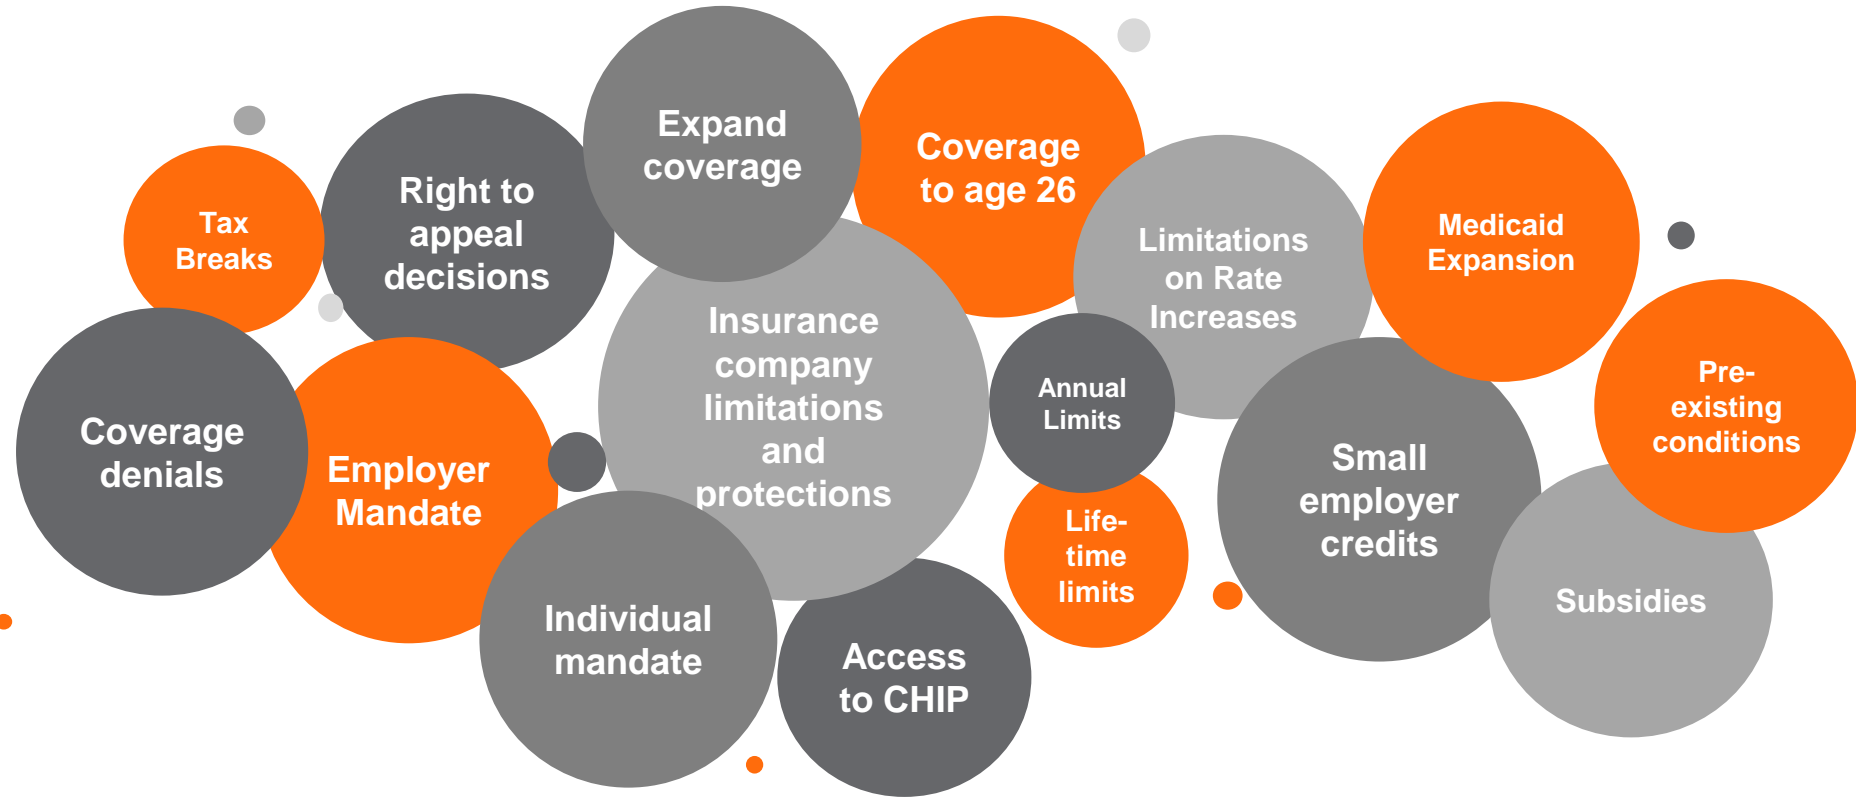 Expand
coverage
Coverage
to age 26
Right to
appeal
decisions
Tax
Breaks
Limitations
on Rate
Increases
Medicaid
Expansion
Insurance
company
limitations
and
protections
Annual
Limits
Pre-
existing
conditions
Coverage
denials
Employer
Mandate
Small
employer
credits
Life-
time
limits
Subsidies
Individual
mandate
Access
to CHIP